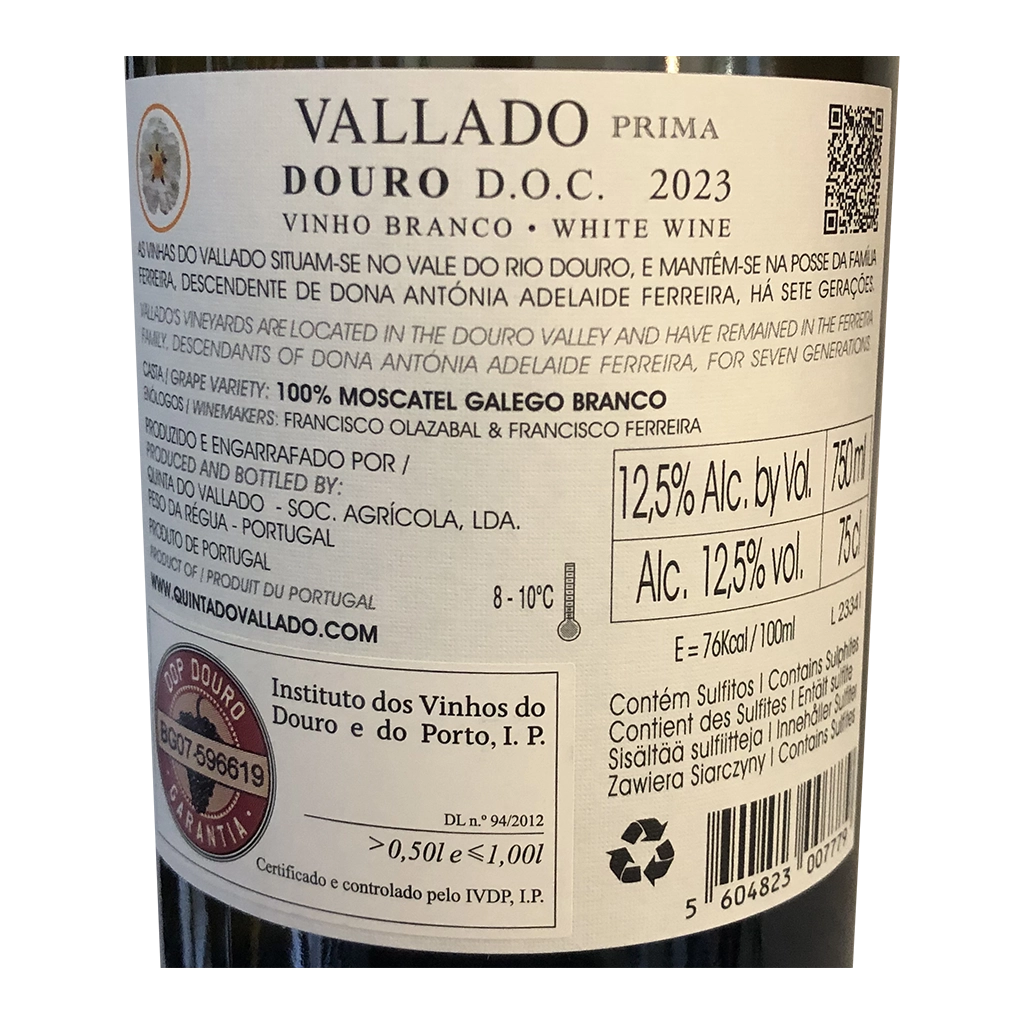 VALLADO PRIMA
DOURO D.O.C. 2023
VINHO BRANCO • WHITE WINE
AS VINHAS DO VALLADO SITUAM-SE NO VALE DO RIO DOURO, E MANTÊM-SE NA POSSE DA FAMÍLIA
FERREIRA, DESCENDENTE DE DONA ANTÓNIA ADELAIDE FERREIRA, HÁ SETE GERAÇÕES.
VALLADO'S VINEYARDS ARE LOCATED IN THE DOURO VALLEY AND HAVE REMAINED IN THE FERREIRA
FAMILY, DESCENDANTS OF DONA ANTÓNIA ADELAIDE FERREIRA, FOR SEVEN GENERATIONS.
CASTA / GRAPE VARIETY: 100% MOSCATEL GALEGO BRANCO
ENÓLOGOS / WINEMAKERS: FRANCISCO OLAZABAL & FRANCISCO FERREIRA
PRODUZIDO E ENGARRAFADO POR /
PRODUCED AND BOTTLED BY:
QUINTA DO VALLADO - SOC. AGRÍCOLA, LDA.
PESO DA RÉGUA - PORTUGAL
PRODUTO DE PORTUGAL
PRODUCT OF / PRODUIT DU PORTUGAL
WWW.QUINTADOVALLADO.COM
8 - 10ºC
12,5% Alc. by Vol. 750 ml
Alc. 12,5% vol. 75 cl
L 23341
E = 76Kcal / 100ml
Contém Sulfitos | Contains Sulphites
Contient des Sulfites | Entält sulfite
Sisältää sulfiitteja | Innehåller Sulfiter
Zawiera Siarczyny | Contains Sulfites
DOP DOURO
BG07-596619
GARANTIA •
Instituto dos Vinhos do
Douro e do Porto, I. P.
DL n.º 94/2012
>0,50l e ⩽1,00l
Certificado e controlado pelo IVDP, I.P.
5 604823 007779